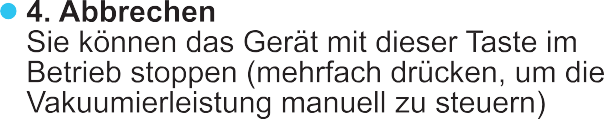 4. Abbrechen
Sie können das Gerät mit dieser Taste im
Betrieb stoppen (mehrfach drücken, um die
Vakuumierleistung manuell zu steuern)